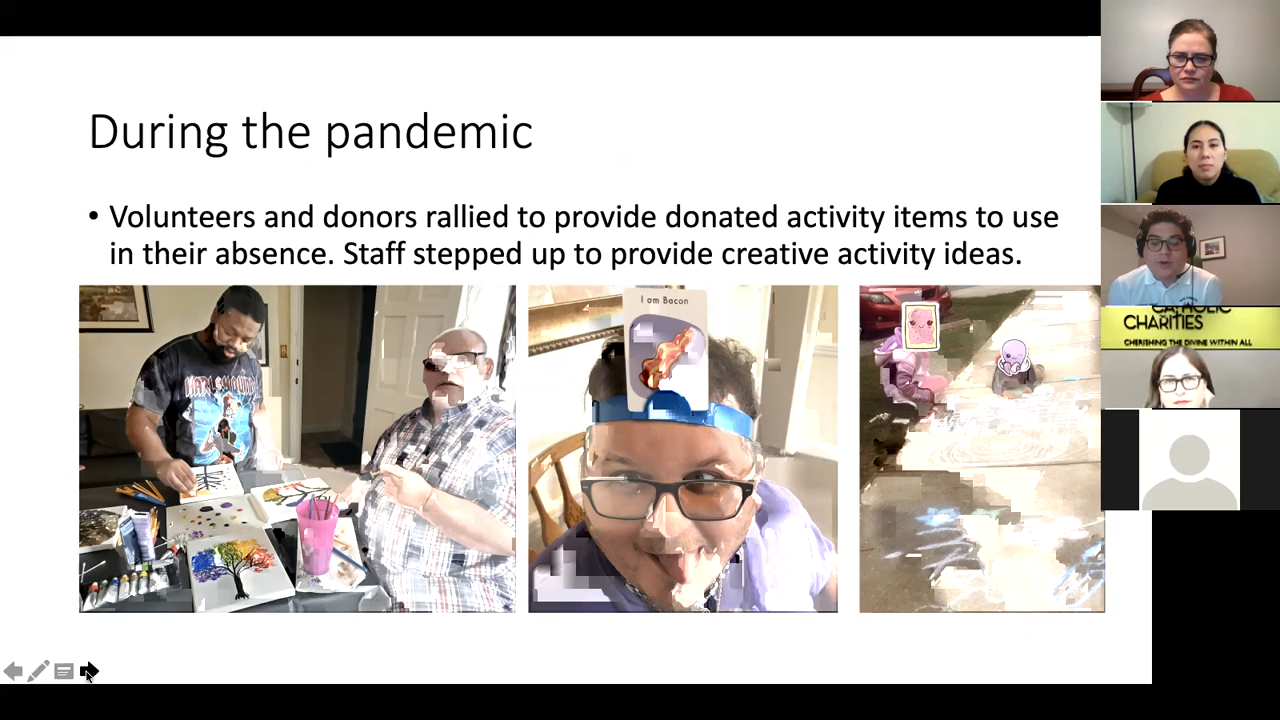 During the pandemic
• Volunteers and donors rallied to provide donated activity items to use
in their absence. Staff stepped up to provide creative activity ideas.
I am Bacon
CATHOLIC
CHARITIES
CHERISHING THE DIVINE WITHIN ALL